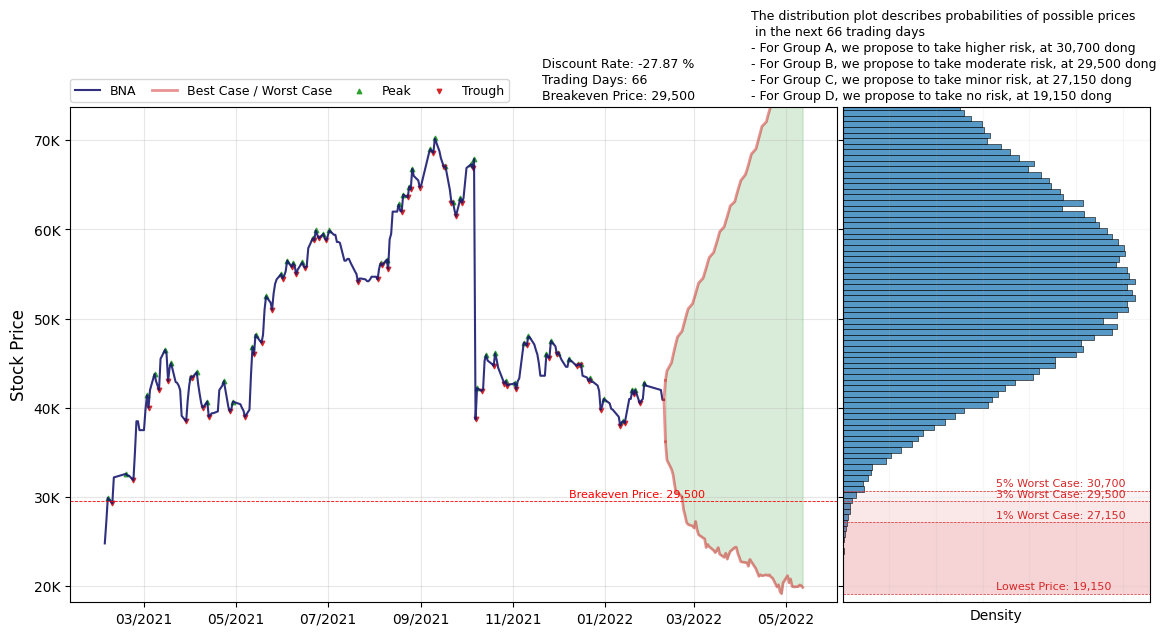 The distribution plot describes probabilities of possible prices
in the next 66 trading days
- For Group A, we propose to take higher risk, at 30,700 dong
- For Group B, we propose to take moderate risk, at 29,500 dong
- For Group C, we propose to take minor risk, at 27,150 dong
- For Group D, we propose to take no risk, at 19,150 dong
Discount Rate: -27.87 %
Trading Days: 66
Breakeven Price: 29,500
BNA
Best Case / Worst Case
Peak
Trough
Stock Price
70K
60K
50K
40K
30K
20K
Breakeven Price: 29,500
5% Worst Case: 30,700
3% Worst Case: 29,500
1% Worst Case: 27,150
Lowest Price: 19,150
03/2021
05/2021
07/2021
09/2021
11/2021
01/2022
03/2022
05/2022
Density